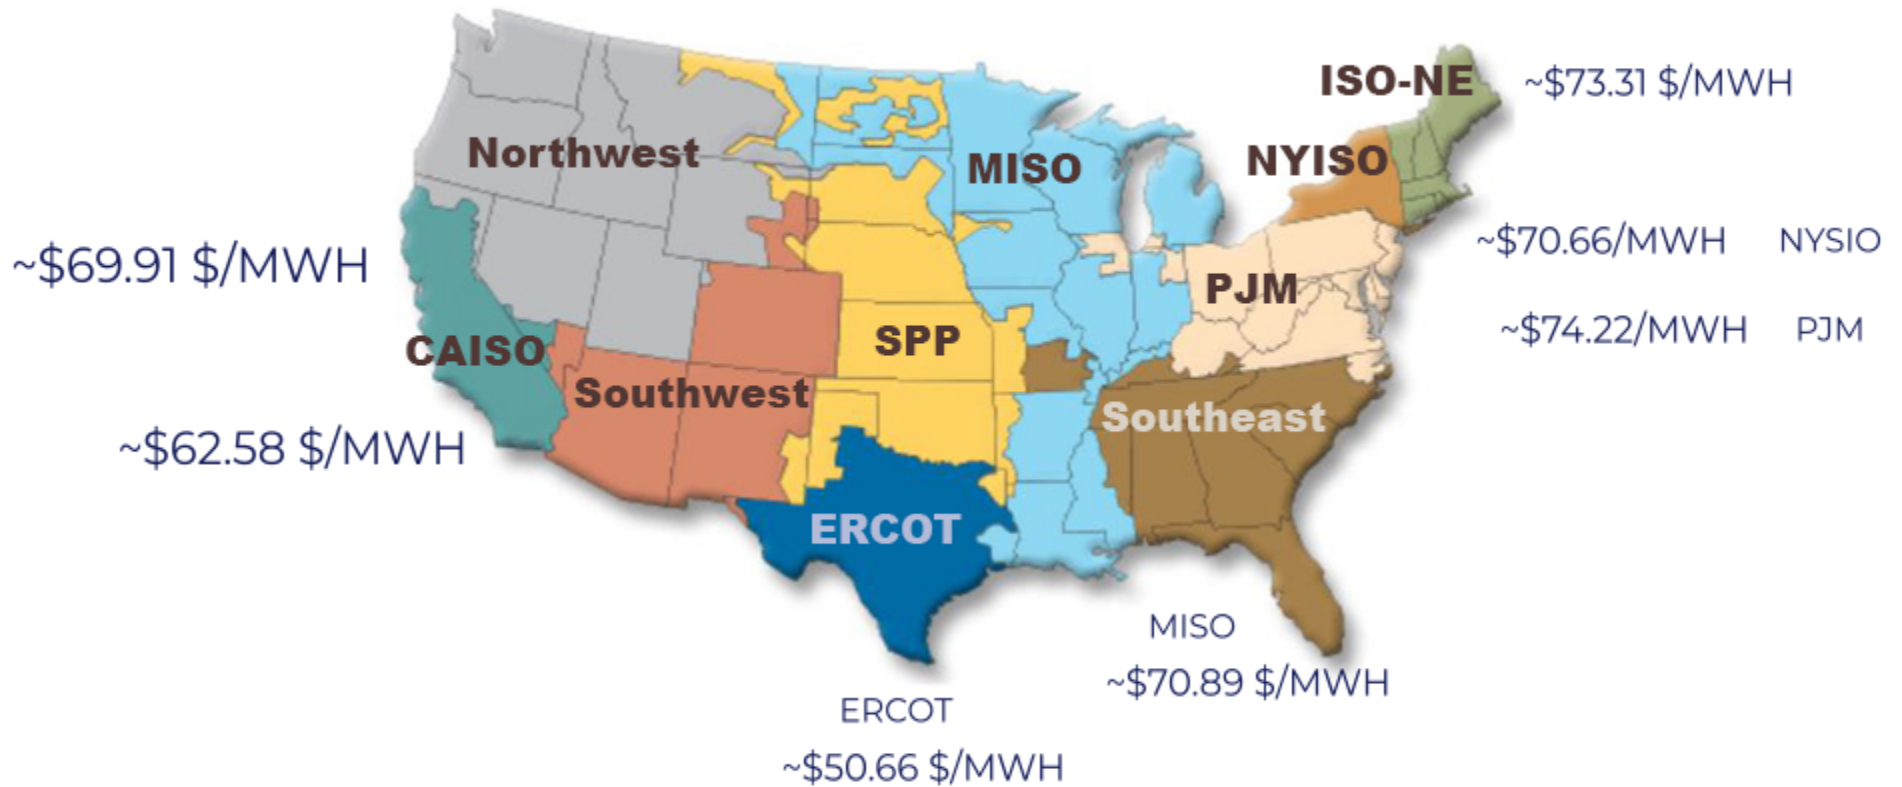 ISO-NE
~$73.31 $/MWH
Northwest
MISO
NYISO
~$70.66/MWH NYSIO
~$69.91 $/MWH
PJM
~$74.22/MWH PJM
CAISO
SPP
Southwest
Southeast
~$62.58 $/MWH
ERCOT
MISO
~$70.89 $/MWH
ERCOT
~$50.66 $/MWH